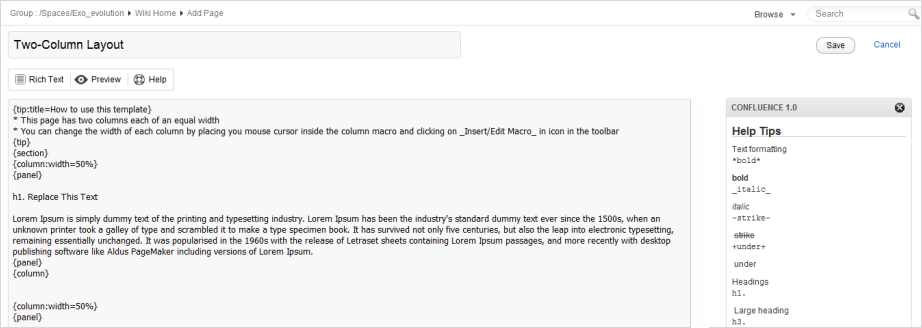 Group : /Spaces/Exo_evolution ▸ Wiki Home ▸ Add Page
Browse
Search
Two-Column Layout
Save
Cancel
Rich Text
Preview
Help
{tip:title=How to use this template}
* This page has two columns each of an equal width
* You can change the width of each column by placing you mouse cursor inside the column macro and clicking on _Insert/Edit Macro_ in icon in the toolbar
{tip}
{section}
{column:width=50%}
{panel}
h1. Replace This Text
Lorem Ipsum is simply dummy text of the printing and typesetting industry. Lorem Ipsum has been the industry's standard dummy text ever since the 1500s, when an
unknown printer took a galley of type and scrambled it to make a type specimen book. It has survived not only five centuries, but also the leap into electronic typesetting,
remaining essentially unchanged. It was popularised in the 1960s with the release of Letraset sheets containing Lorem Ipsum passages, and more recently with desktop
publishing software like Aldus PageMaker including versions of Lorem Ipsum.
{panel}
{column}
{column:width=50%}
{panel}
CONFLUENCE 1.0
Help Tips
Text formatting
*bold*
bold
_italic_
italic
-strike-
strike
+under+
under
Headings
h1.
Large heading
h3.